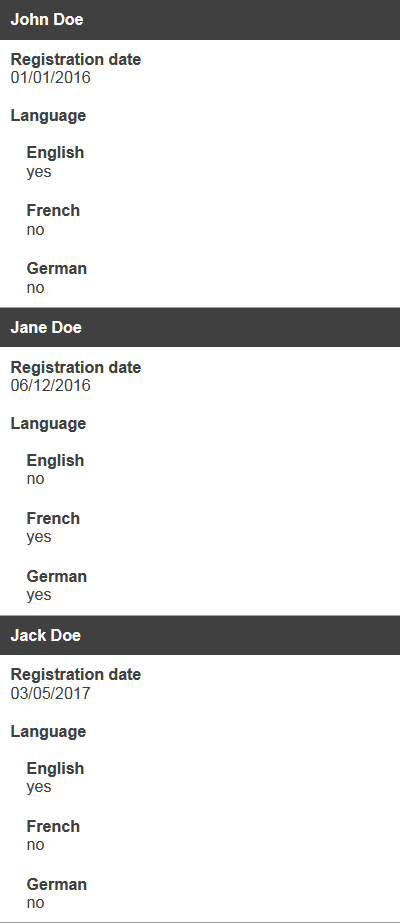 John Doe
Registration date
01/01/2016
Language
English
yes
French
no
German
no
Jane Doe
Registration date
06/12/2016
Language
English
no
French
yes
German
yes
Jack Doe
Registration date
03/05/2017
Language
English
yes
French
no
German
no